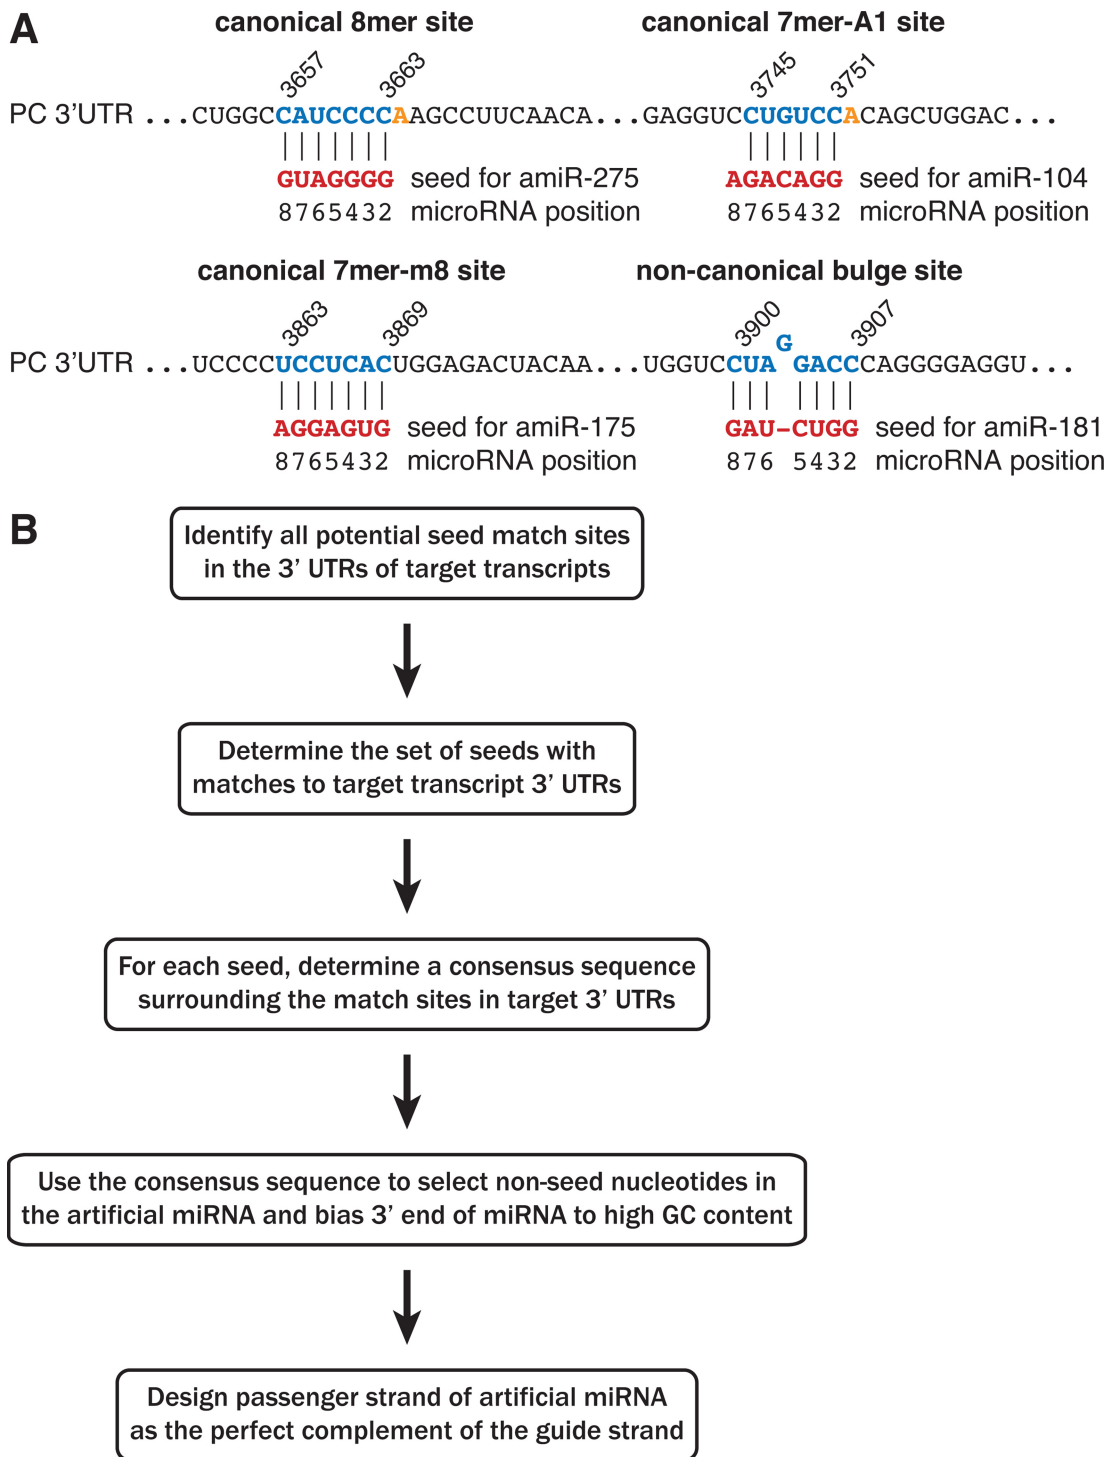 A
canonical 8mer site
canonical 7mer-A1 site
3657
3663
3745
3751
PC 3’UTR ...CUGGCCAUCCCCAAGCCUUCAACA...GAGGUCCUGUCCACAGCUGGAC...
GUAGGGG seed for amiR-275
AGACAGG seed for amiR-104
8765432 microRNA position
8765432 microRNA position
canonical 7mer-m8 site
non-canonical bulge site
3863
3869
3900
3907
G
PC 3’UTR ...UCCCCUCCUCACUGGAGACUACAA...UGGUCCUA GACCCAGGGGAGGU...
AGGAGUG seed for amiR-175
GAU–CUGG seed for amiR-181
8765432 microRNA position
876 5432 microRNA position
B
Identify all potential seed match sites
in the 3’ UTRs of target transcripts
Determine the set of seeds with
matches to target transcript 3’ UTRs
For each seed, determine a consensus sequence
surrounding the match sites in target 3’ UTRs
Use the consensus sequence to select non-seed nucleotides in
the artificial miRNA and bias 3’ end of miRNA to high GC content
Design passenger strand of artificial miRNA
as the perfect complement of the guide strand